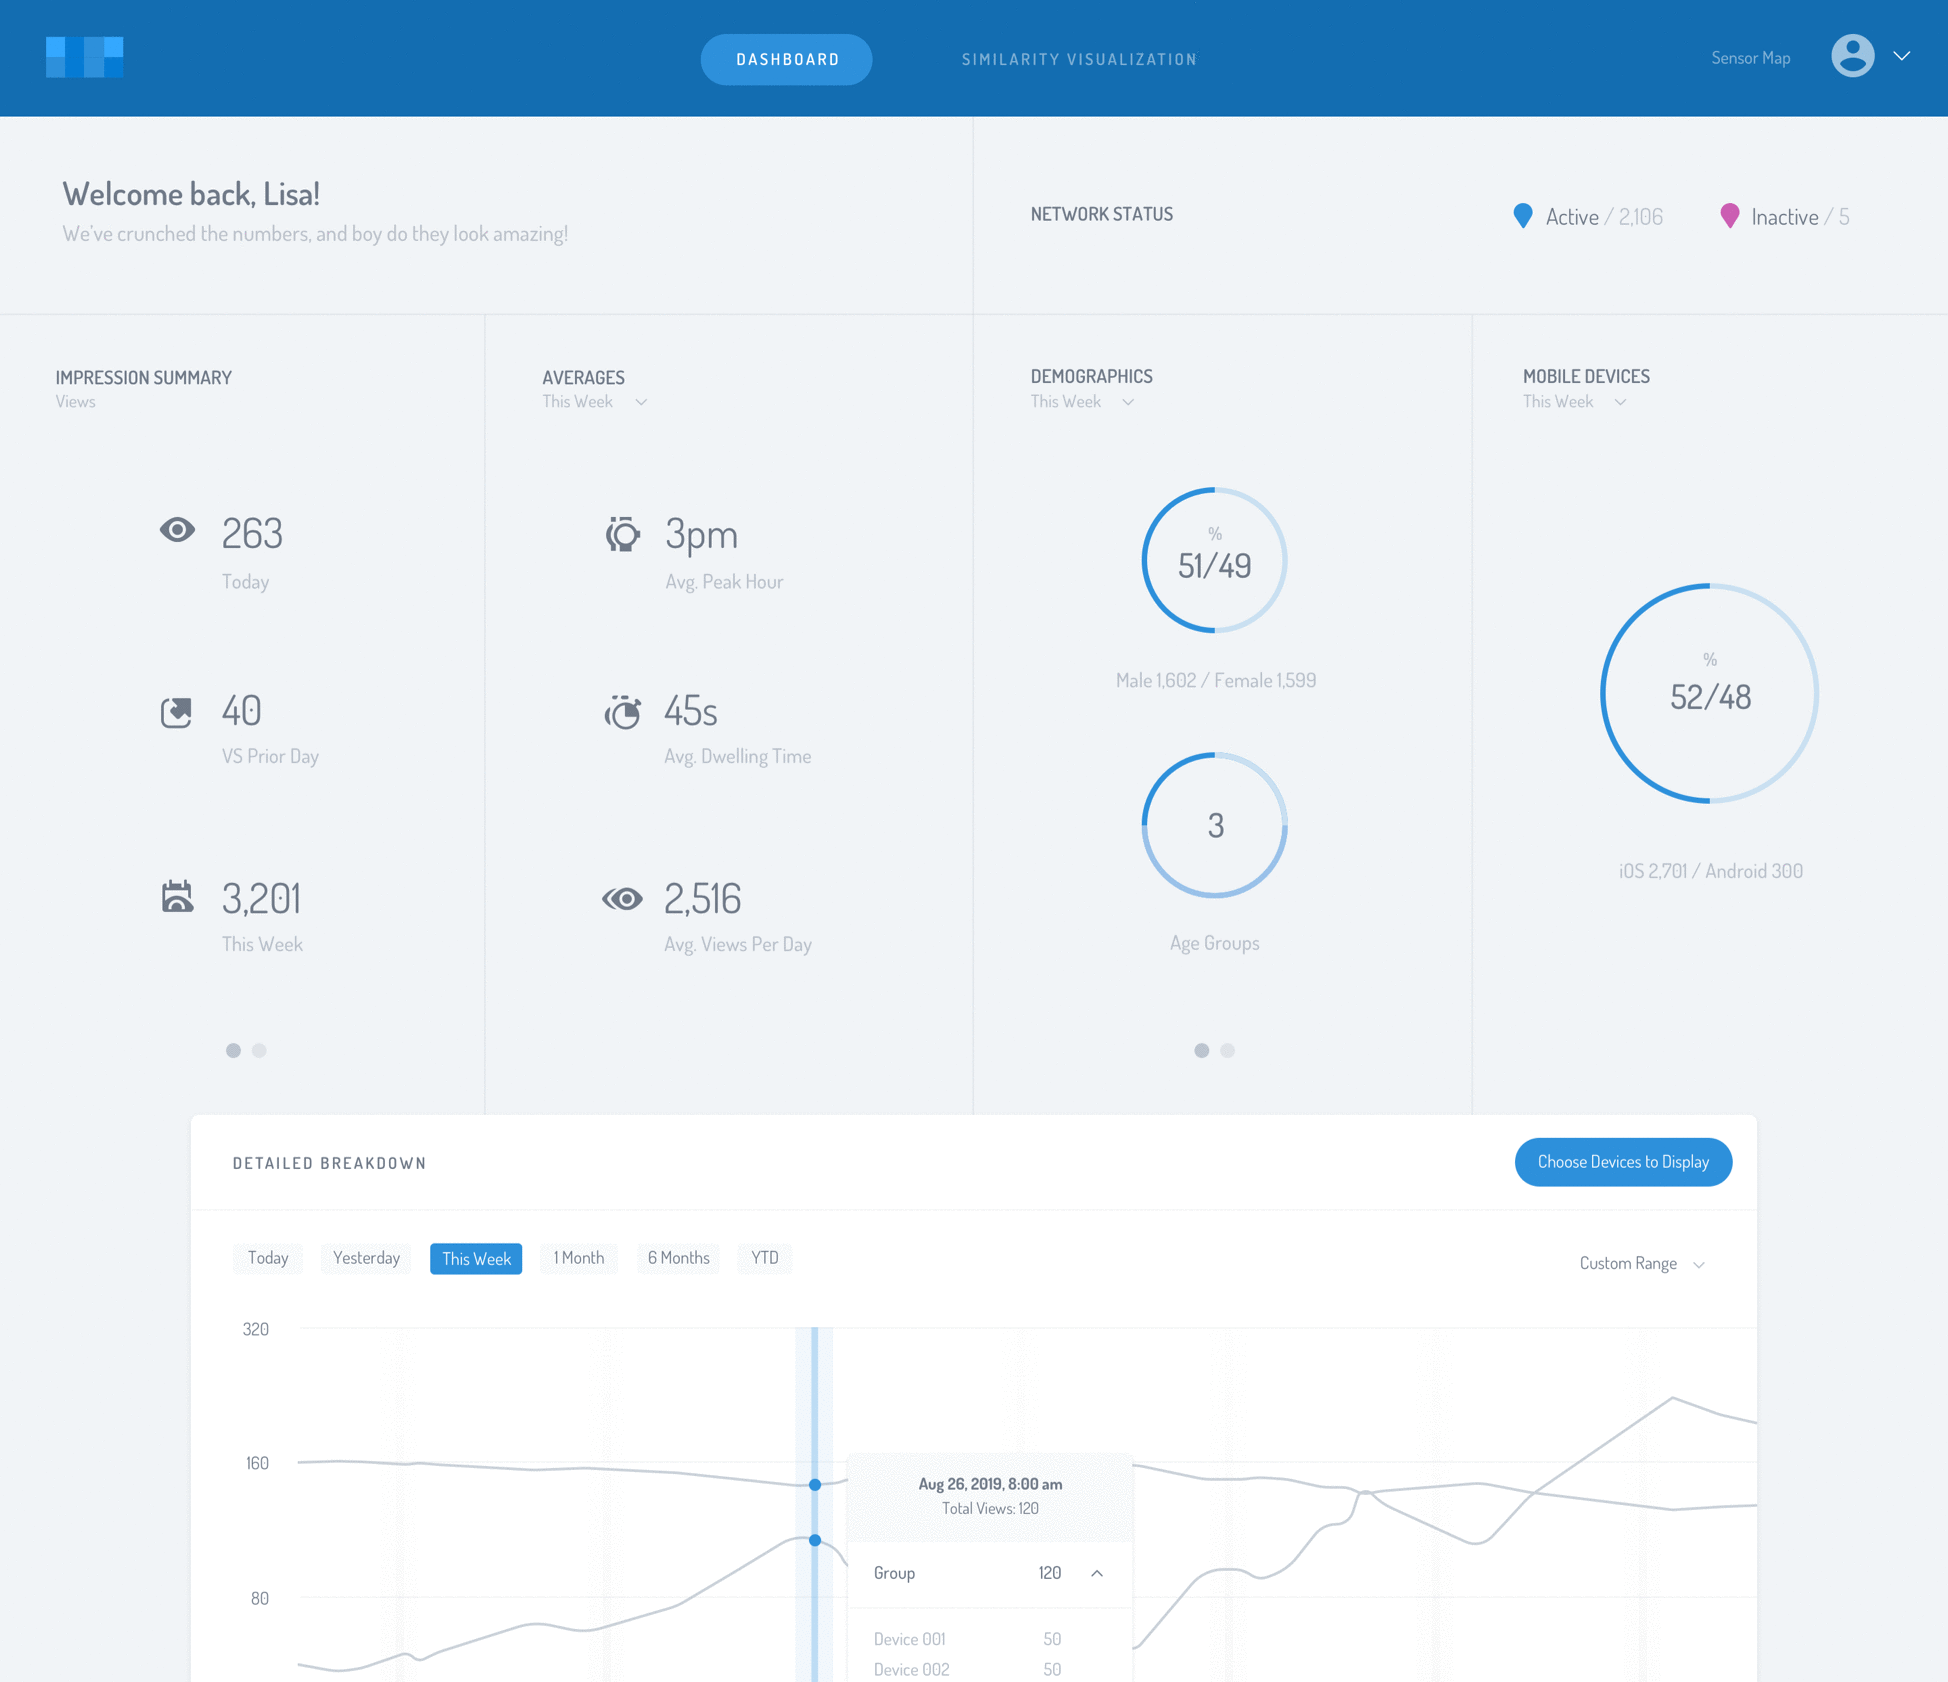 DASHBOARD
SIMILARITY VISUALIZATION
Sensor Map
Welcome back, Lisa!
We've crunched the numbers, and boy do they look amazing!
NETWORK STATUS
Active / 2,106
Inactive / 5
IMPRESSION SUMMARY
Views
263
Today
40
VS Prior Day
3,201
This Week
AVERAGES
This Week
3pm
Avg. Peak Hour
45s
Avg. Dwelling Time
2,516
Avg. Views Per Day
DEMOGRAPHICS
This Week
%
51/49
Male 1,602 / Female 1,599
3
Age Groups
MOBILE DEVICES
This Week
%
52/48
iOS 2,701 / Android 300
DETAILED BREAKDOWN
Choose Devices to Display
Today
Yesterday
This Week
1 Month
6 Months
YTD
Custom Range
320
160
80
Aug 26, 2019, 8:00 am
Total Views: 120
Group 120
Device 001 50
Device 002 50